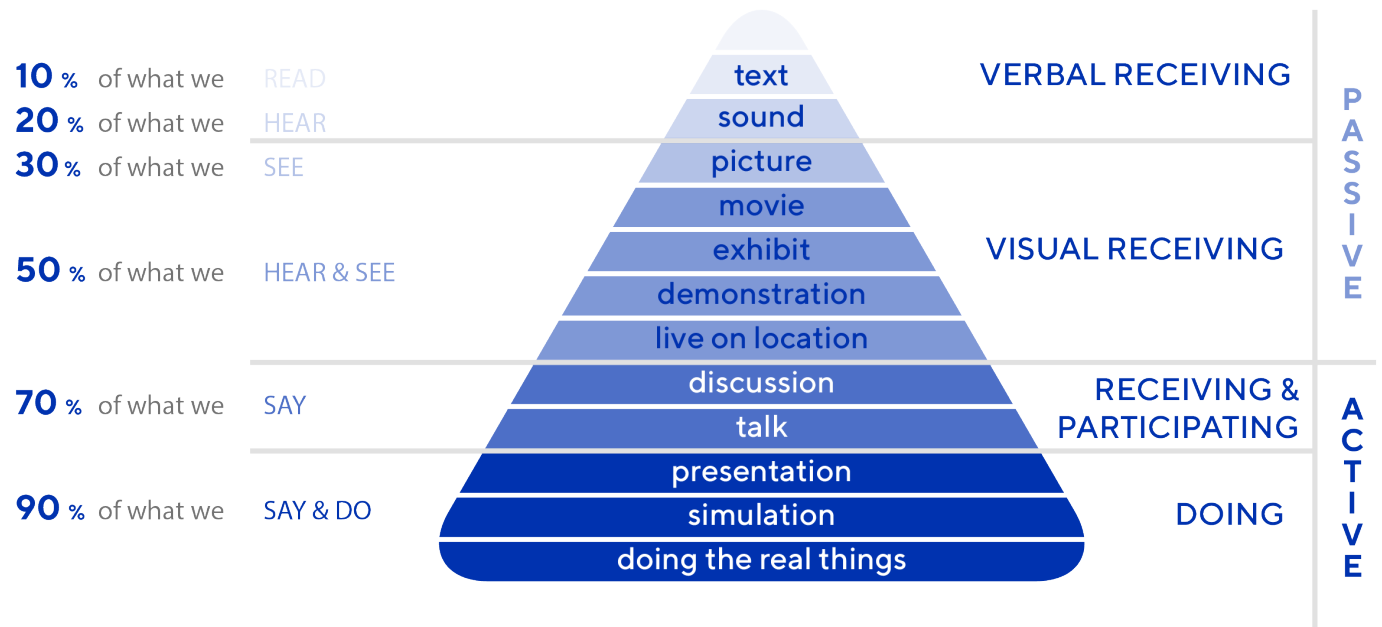 10 % of what we READ
20 % of what we HEAR
30 % of what we SEE
50 % of what we HEAR & SEE
70 % of what we SAY
90 % of what we SAY & DO
text
sound
picture
movie
exhibit
demonstration
live on location
discussion
talk
presentation
simulation
doing the real things
VERBAL RECEIVING
VISUAL RECEIVING
RECEIVING &
PARTICIPATING
DOING
PASSIVE
ACTIVE